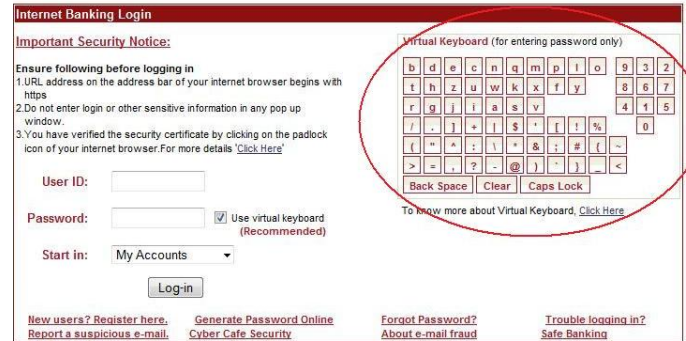 Internet Banking Login
Important Security Notice:
Ensure following before logging in
1.URL address on the address bar of your internet browser begins with
https
2.Do not enter login or other sensitive information in any pop up
window.
3.You have verified the security certificate by clicking on the padlock
icon of your internet browser.For more details 'Click Here'
User ID:
Password:
Use virtual keyboard
(Recommended)
Start in: My Accounts
Log-in
Virtual Keyboard (for entering password only)
b d e c n q m p l o 9 3 2
t h z u w k x f y 8 6 7
r g j i a s v 4 1 5
/ . ] + | $ ' [ ! % 0
( " ^ : \ * & ; # { ~
> = , ? - @ ) ` } _ <
Back Space Clear Caps Lock
To know more about Virtual Keyboard, Click Here
New users? Register here. Generate Password Online Forgot Password? Trouble logging in?
Report a suspicious e-mail. Cyber Cafe Security About e-mail fraud Safe Banking